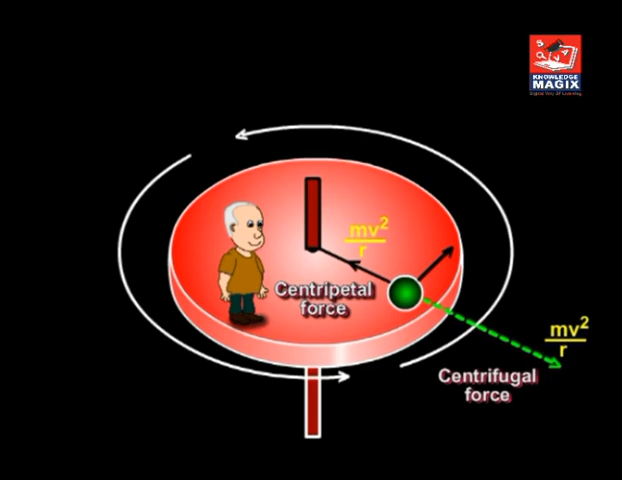 S
Q V A
KNOWLEDGE
MAGIX
mv²
r
Centripetal
force
mv²
r
Centrifugal
force